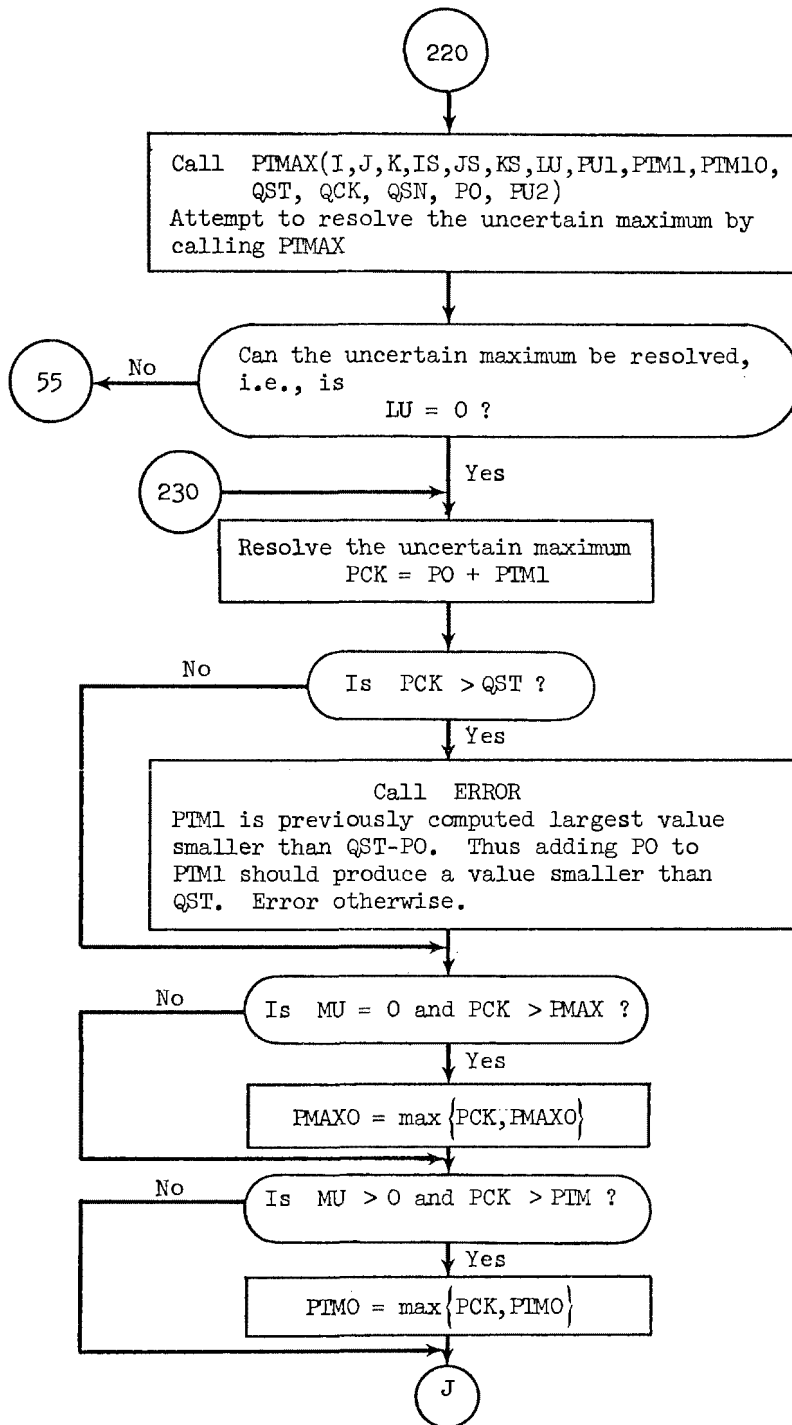 220
Call PTMAX(I,J,K,IS,JS,KS,LU,PU1,PTM1,PTM1O,
QST, QCK, QSN, PO, PU2)
Attempt to resolve the uncertain maximum by
calling PTMAX
Can the uncertain maximum be resolved,
i.e., is
LU = 0 ?
No
55
Yes
230
Resolve the uncertain maximum
PCK = PO + PTM1
Is PCK > QST ?
No
Yes
Call ERROR
PTM1 is previously computed largest value
smaller than QST-PO. Thus adding PO to
PTM1 should produce a value smaller than
QST. Error otherwise.
Is MU = 0 and PCK > PMAX ?
No
Yes
PMAXO = max{PCK,PMAXO}
Is MU > 0 and PCK > PTM ?
No
Yes
PTMO = max{PCK,PTMO}
J